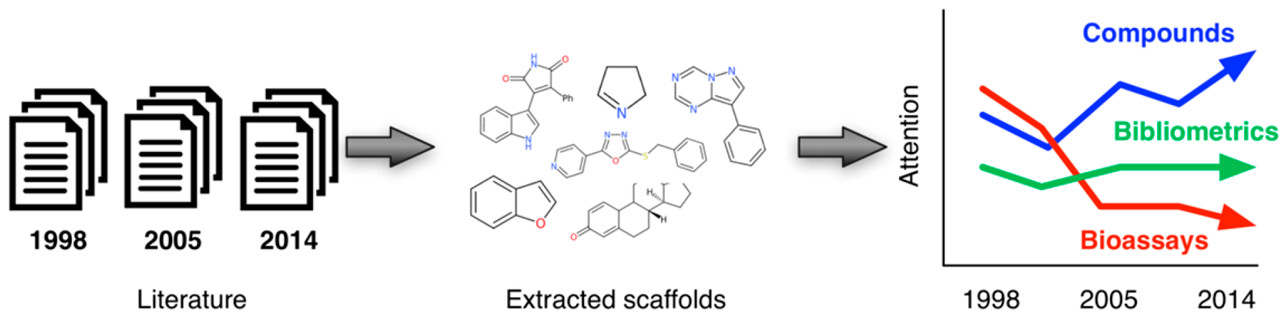 1998
2005
2014
Literature
H
N
O
O
Ph
N
H
N
N
N
N
N
N
N
N
O
S
O
O
H
H
Extracted scaffolds
Attention
Compounds
Bibliometrics
Bioassays
1998
2005
2014